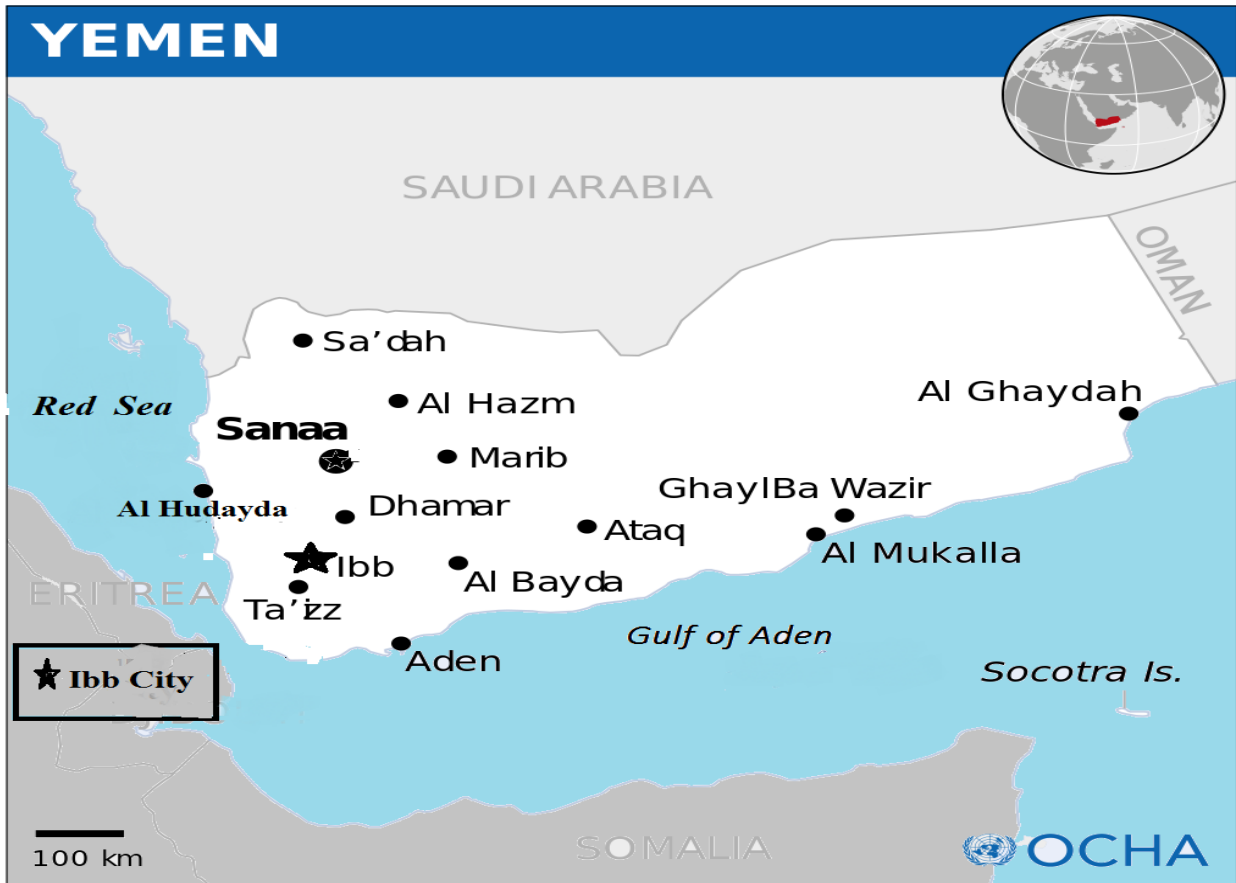 YEMEN
SAUDI ARABIA
OMAN
Sa’dah
Al Hazm
Al Ghaydah
Red Sea
Sanaa
Marib
GhaylBa Wazir
Al Hudayda
Dhamar
Ataq
Al Mukalla
Ibb
Al Bayda
ERITREA
Ta’izz
Gulf of Aden
Aden
Socotra Is.
Ibb City
SOMALIA
100 km
OCHA